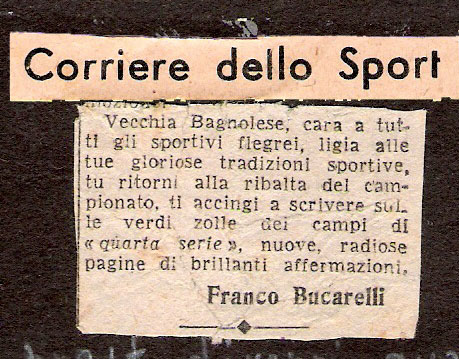 Corriere dello Sport
Vecchia Bagnolese, cara a tut-
ti gli sportivi flegrei, ligia alle
tue gloriose tradizioni sportive,
tu ritorni alla ribalta del cam-
pionato, ti accingi a scrivere sul-
le verdi zolle dei campi di
«quarta serie», nuove, radiose
pagine di brillanti affermazioni.
Franco Bucarelli